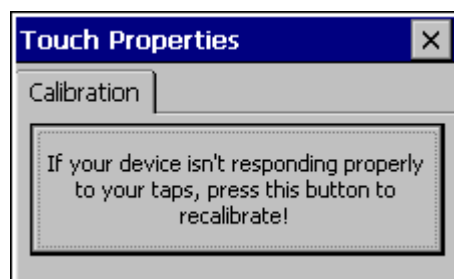 Touch Properties
Calibration
If your device isn't responding properly
to your taps, press this button to
recalibrate!